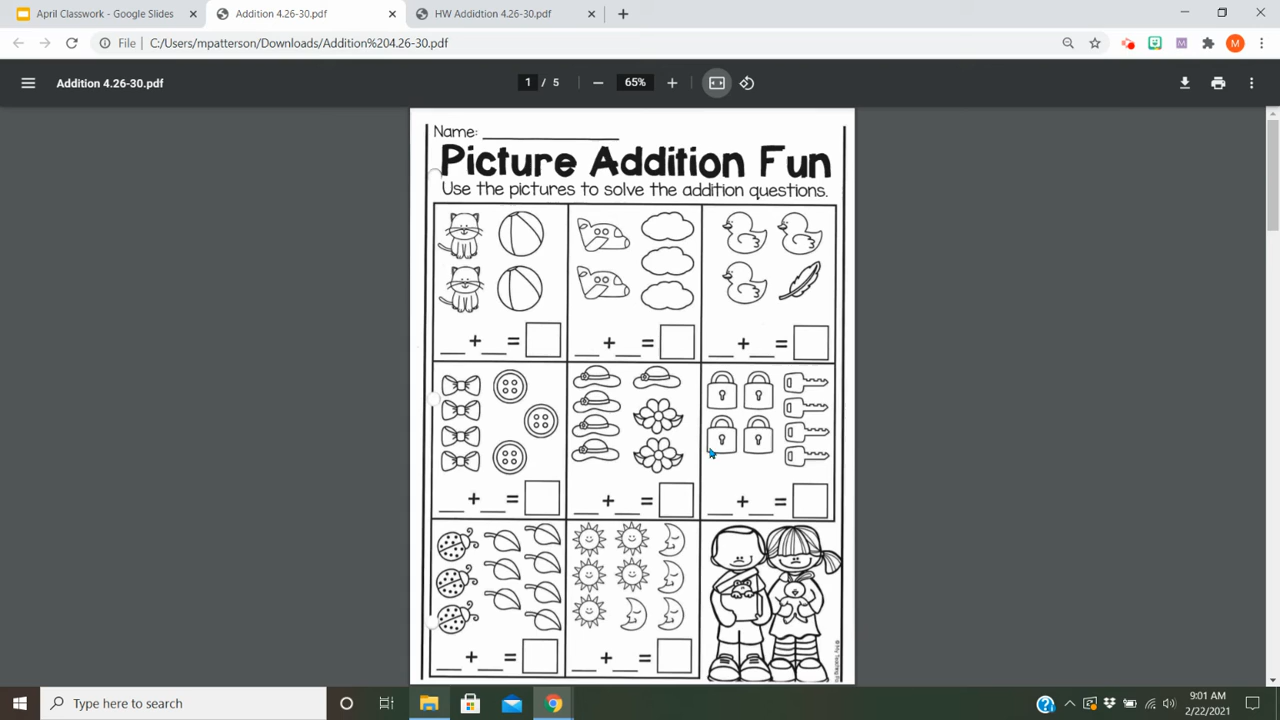 April Classwork - Google Slides
Addition 4.26-30.pdf
HW Addidtion 4.26-30.pdf
File
C:/Users/mpatterson/Downloads/Addition%204.26-30.pdf
M
Addition 4.26-30.pdf
1 / 5
65%
Name:
Picture Addition Fun
Use the pictures to solve the addition questions.
+ =
+ =
+ =
+ =
+ =
+ =
+ =
+ =
Type here to search
9:01 AM
2/22/2021